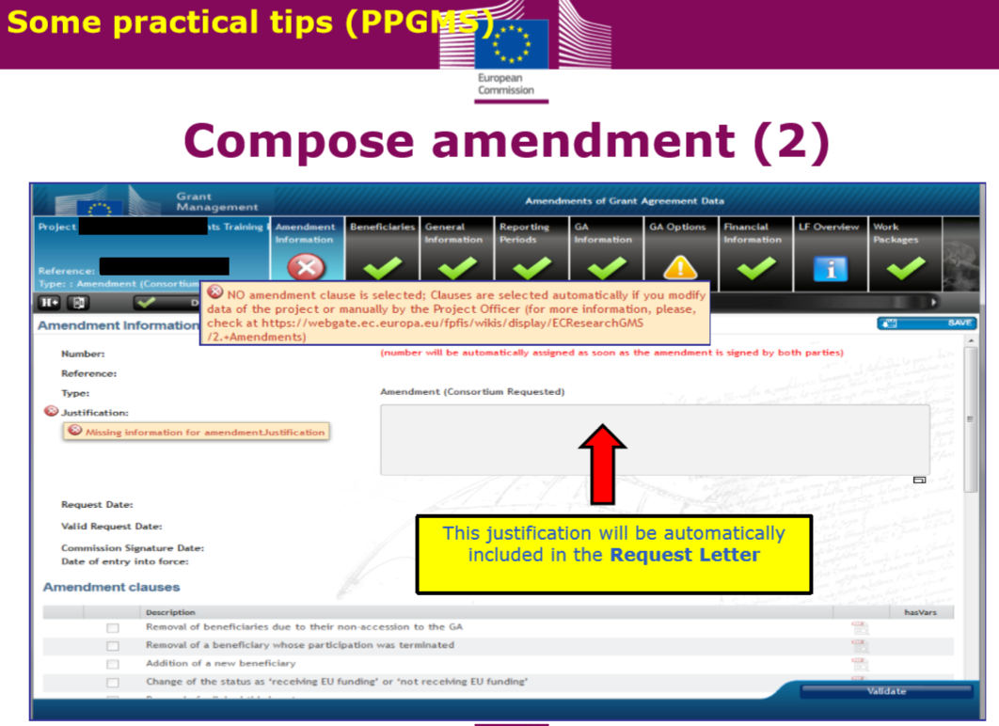 Some practical tips (PPGMS)
European
Commission
Compose amendment (2)
Grant
Management
Amendments of Grant Agreement Data
Project
ts Training
Amendment
Information
Beneficiaries
General
Information
Reporting
Periods
GA
Information
GA Options
Financial
Information
LF Overview
Work
Packages
Reference:
Type: : Amendment (Consortium
NO amendment clause is selected; Clauses are selected automatically if you modify
data of the project or manually by the Project Officer (for more information, please,
check at https://webgate.ec.europa.eu/fpfis/wikis/display/ECResearchGMS
/2.+Amendments)
Amendment Information
SAVE
Number:
(number will be automatically assigned as soon as the amendment is signed by both parties)
Reference:
Type:
Amendment (Consortium Requested)
Justification:
Missing information for amendmentJustification
Request Date:
Valid Request Date:
Commission Signature Date:
Date of entry into force:
This justification will be automatically
included in the Request Letter
Amendment clauses
Description
hasVars
Removal of beneficiaries due to their non-accession to the GA
Removal of a beneficiary whose participation was terminated
Addition of a new beneficiary
Change of the status as 'receiving EU funding' or 'not receiving EU funding'
Validate